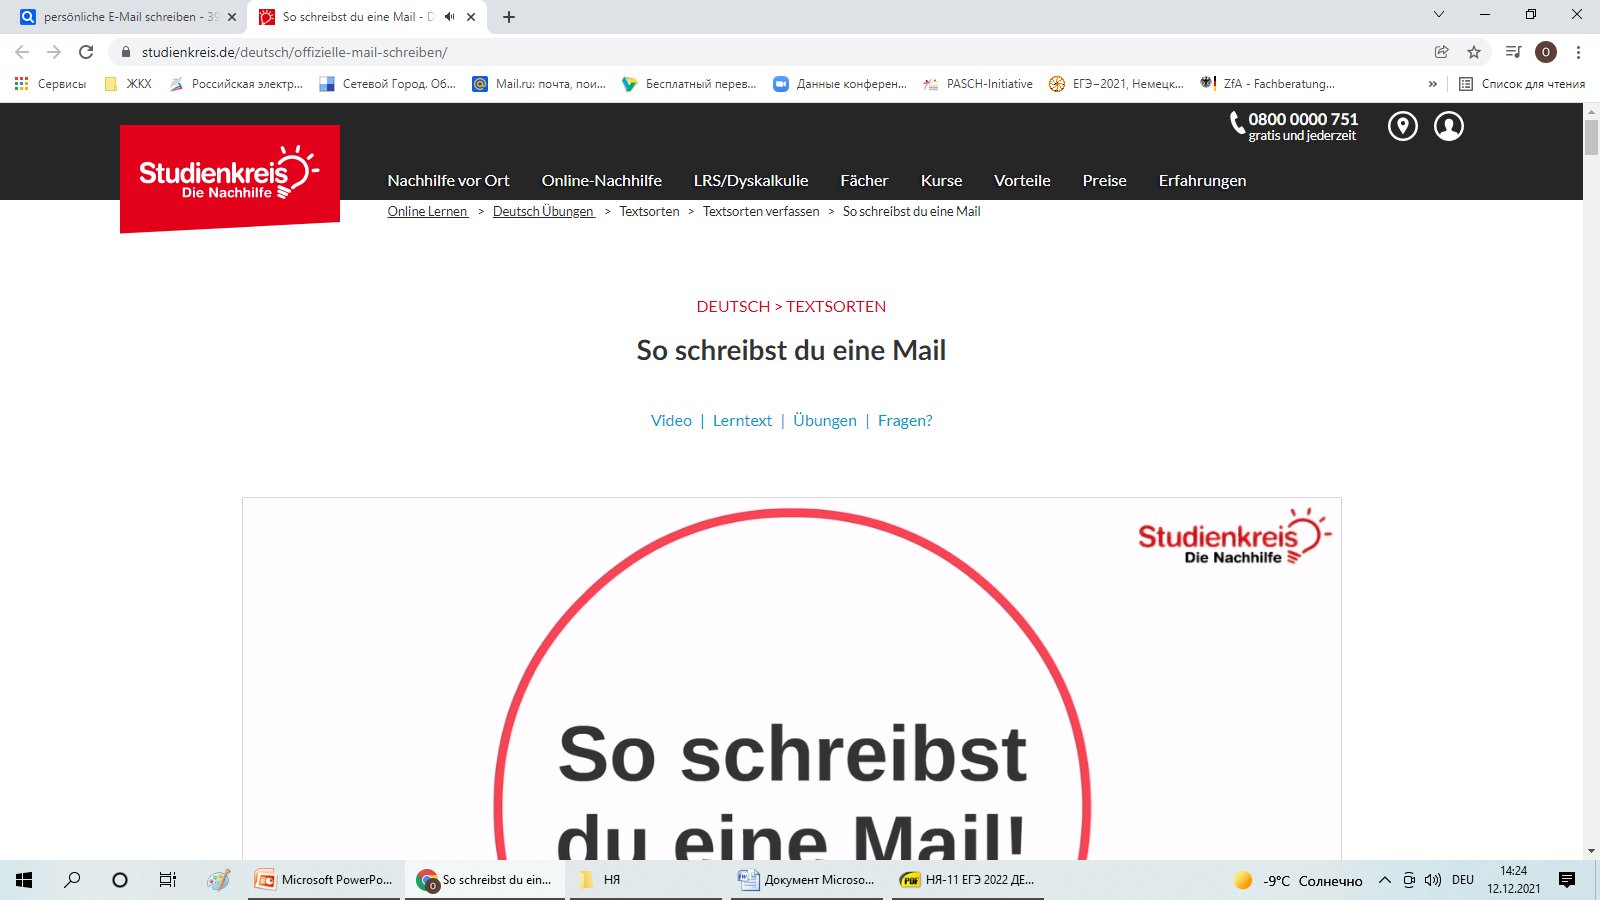 persönliche E-Mail schreiben - 39
So schreibst du eine Mail - D
studienkreis.de/deutsch/offizielle-mail-schreiben/
О
Сервисы
ЖКХ
Российская электр...
Сетевой Город. Об...
Mail.ru: почта, пои...
Бесплатный перев...
Данные конферен...
PASCH-Initiative
ЕГЭ–2021, Немецк...
ZfA - Fachberatung...
»
Список для чтения
0800 0000 751
gratis und jederzeit
Studienkreis
Die Nachhilfe
Nachhilfe vor Ort Online-Nachhilfe LRS/Dyskalkulie Fächer Kurse Vorteile Preise Erfahrungen
Online Lernen > Deutsch Übungen > Textsorten > Textsorten verfassen > So schreibst du eine Mail
DEUTSCH > TEXTSORTEN
So schreibst du eine Mail
Video | Lerntext | Übungen | Fragen?
Studienkreis
Die Nachhilfe
So schreibst
du eine Mail!
Microsoft PowerPo...
О
So schreibst du ein...
НЯ
Документ Microso...
PDF
НЯ-11 ЕГЭ 2022 ДЕ...
-9°C Солнечно
DEU
14:24
12.12.2021